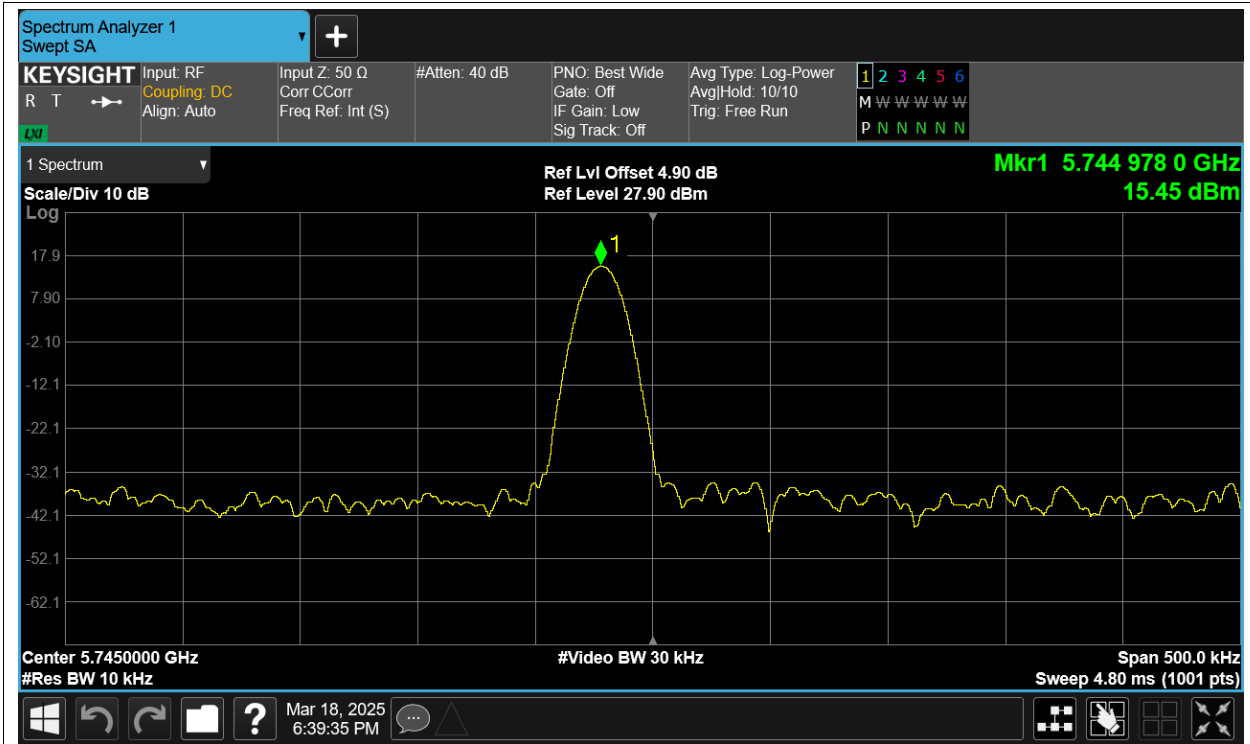 Spectrum Analyzer 1
Swept SA
KEYSIGHT
R T
LXI
Input: RF
Coupling: DC
Align: Auto
Input Z: 50 Ω
Corr CCorr
Freq Ref: Int (S)
#Atten: 40 dB
PNO: Best Wide
Gate: Off
IF Gain: Low
Sig Track: Off
Avg Type: Log-Power
Avg|Hold: 10/10
Trig: Free Run
1 2 3 4 5 6
M W W W W W
P N N N N N
1 Spectrum
Scale/Div 10 dB
Log
Ref Lvl Offset 4.90 dB
Ref Level 27.90 dBm
Mkr1 5.744 978 0 GHz
15.45 dBm
1
17.9
7.90
-2.10
-12.1
-22.1
-32.1
-42.1
-52.1
-62.1
Center 5.7450000 GHz
#Res BW 10 kHz
#Video BW 30 kHz
Span 500.0 kHz
Sweep 4.80 ms (1001 pts)
?
Mar 18, 2025
6:39:35 PM